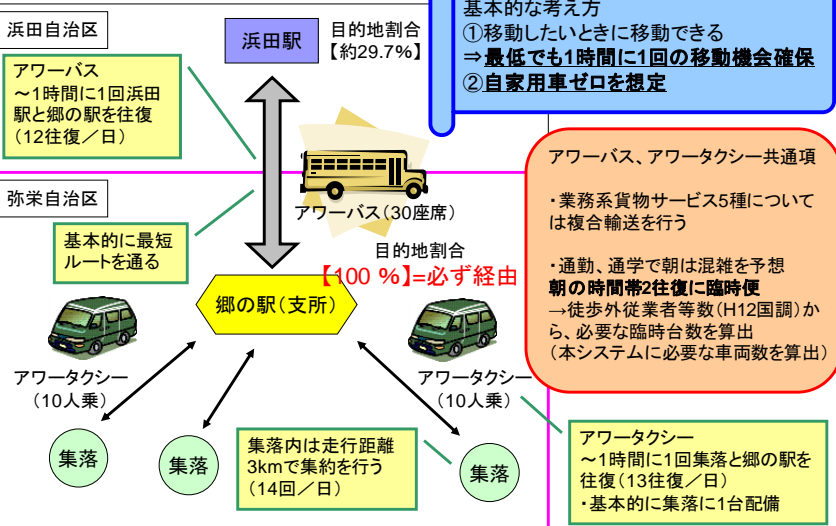 基本的な考え方
①移動したいときに移動できる
⇒最低でも1時間に1回の移動機会確保
②自家用車ゼロを想定
浜田自治区
浜田駅
目的地割合
【約29.7%】
アワーバス
～1時間に1回浜田
駅と郷の駅を往復
(12往復／日)
弥栄自治区
アワーバス(30座席)
基本的に最短
ルートを通る
目的地割合
【100 %】=必ず経由
郷の駅(支所)
アワータクシー
(10人乗)
アワータクシー
(10人乗)
集落
集落
集落
集落内は走行距離
3kmで集約を行う
(14回／日)
アワーバス、アワータクシー共通項
・業務系貨物サービス5種について
は複合輸送を行う
・通勤、通学で朝は混雑を予想
朝の時間帯2往復に臨時便
→徒歩外従業者等数(H12国調)か
ら、必要な臨時台数を算出
(本システムに必要な車両数を算出)
アワータクシー
～1時間に1回集落と郷の駅を
往復(13往復／日)
・基本的に集落に1台配備